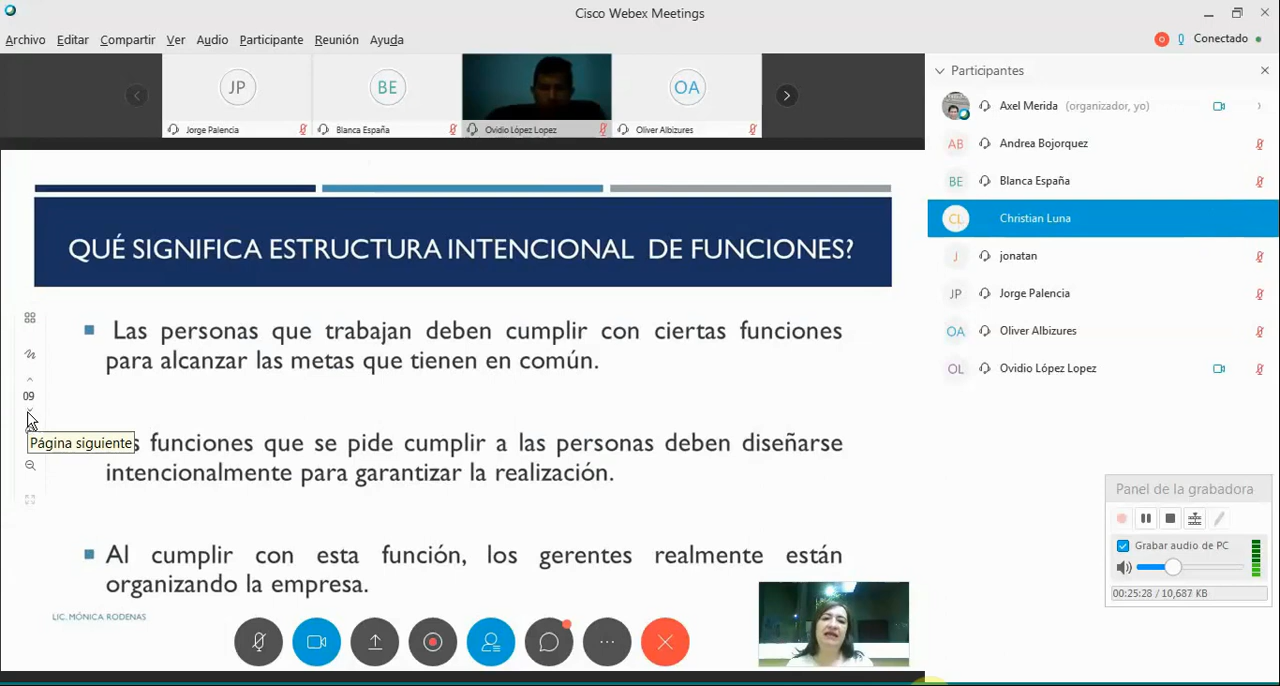 Cisco Webex Meetings
Archivo Editar Compartir Ver Audio Participante Reunión Ayuda
Conectado
JP
BE
OA
Jorge Palencia
Blanca España
Ovidio López Lopez
Oliver Albizures
Participantes
Axel Merida (organizador, yo)
AB Andrea Bojorquez
BE Blanca España
CL Christian Luna
J jonatan
JP Jorge Palencia
OA Oliver Albizures
OL Ovidio López Lopez
QUÉ SIGNIFICA ESTRUCTURA INTENCIONAL DE FUNCIONES?
Las personas que trabajan deben cumplir con ciertas funciones
para alcanzar las metas que tienen en común.
09
Página siguiente
s funciones que se pide cumplir a las personas deben diseñarse
intencionalmente para garantizar la realización.
Al cumplir con esta función, los gerentes realmente están
organizando la empresa.
LIC. MÓNICA RODENAS
Panel de la grabadora
Grabar audio de PC
00:25:28 / 10,687 KB